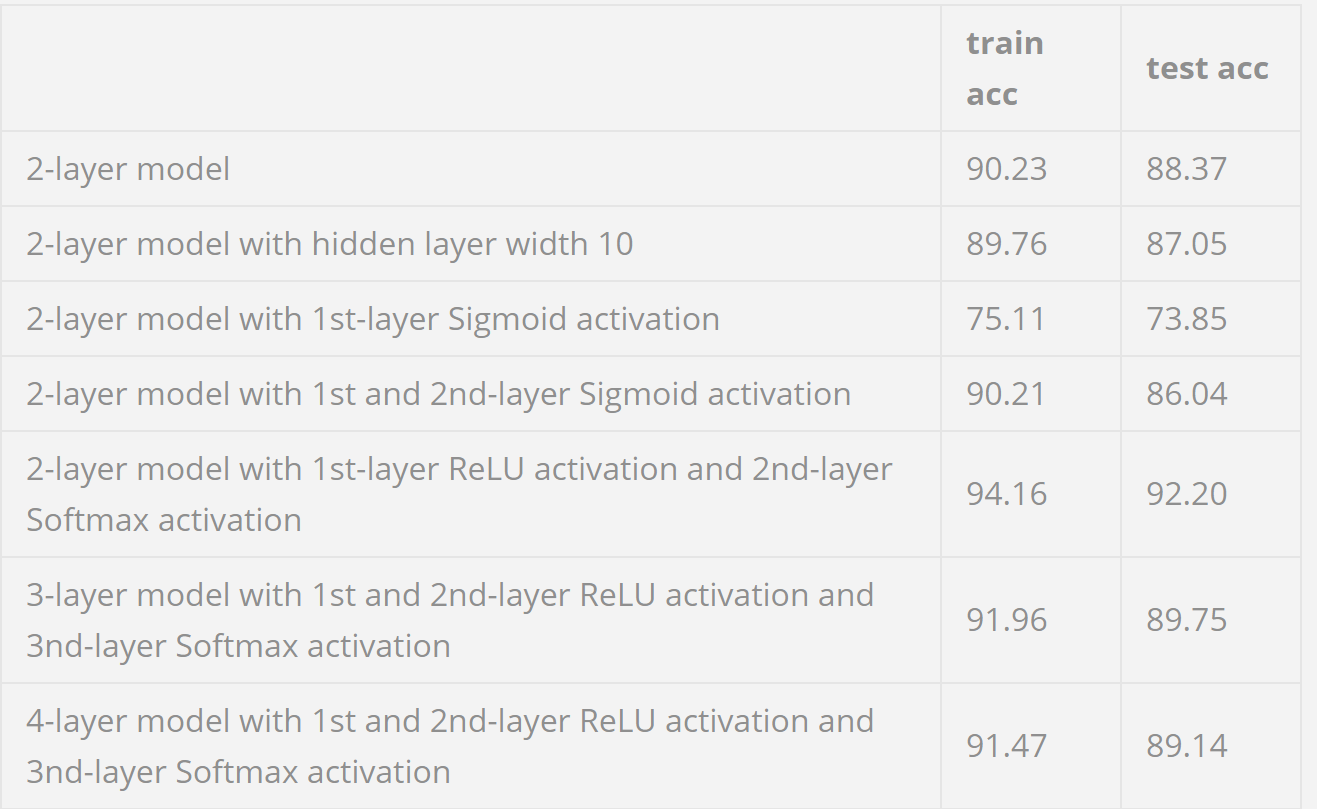 train
acc
test acc
2-layer model
90.23
88.37
2-layer model with hidden layer width 10
89.76
87.05
2-layer model with 1st-layer Sigmoid activation
75.11
73.85
2-layer model with 1st and 2nd-layer Sigmoid activation
90.21
86.04
2-layer model with 1st-layer ReLU activation and 2nd-layer
Softmax activation
94.16
92.20
3-layer model with 1st and 2nd-layer ReLU activation and
3nd-layer Softmax activation
91.96
89.75
4-layer model with 1st and 2nd-layer ReLU activation and
3nd-layer Softmax activation
91.47
89.14